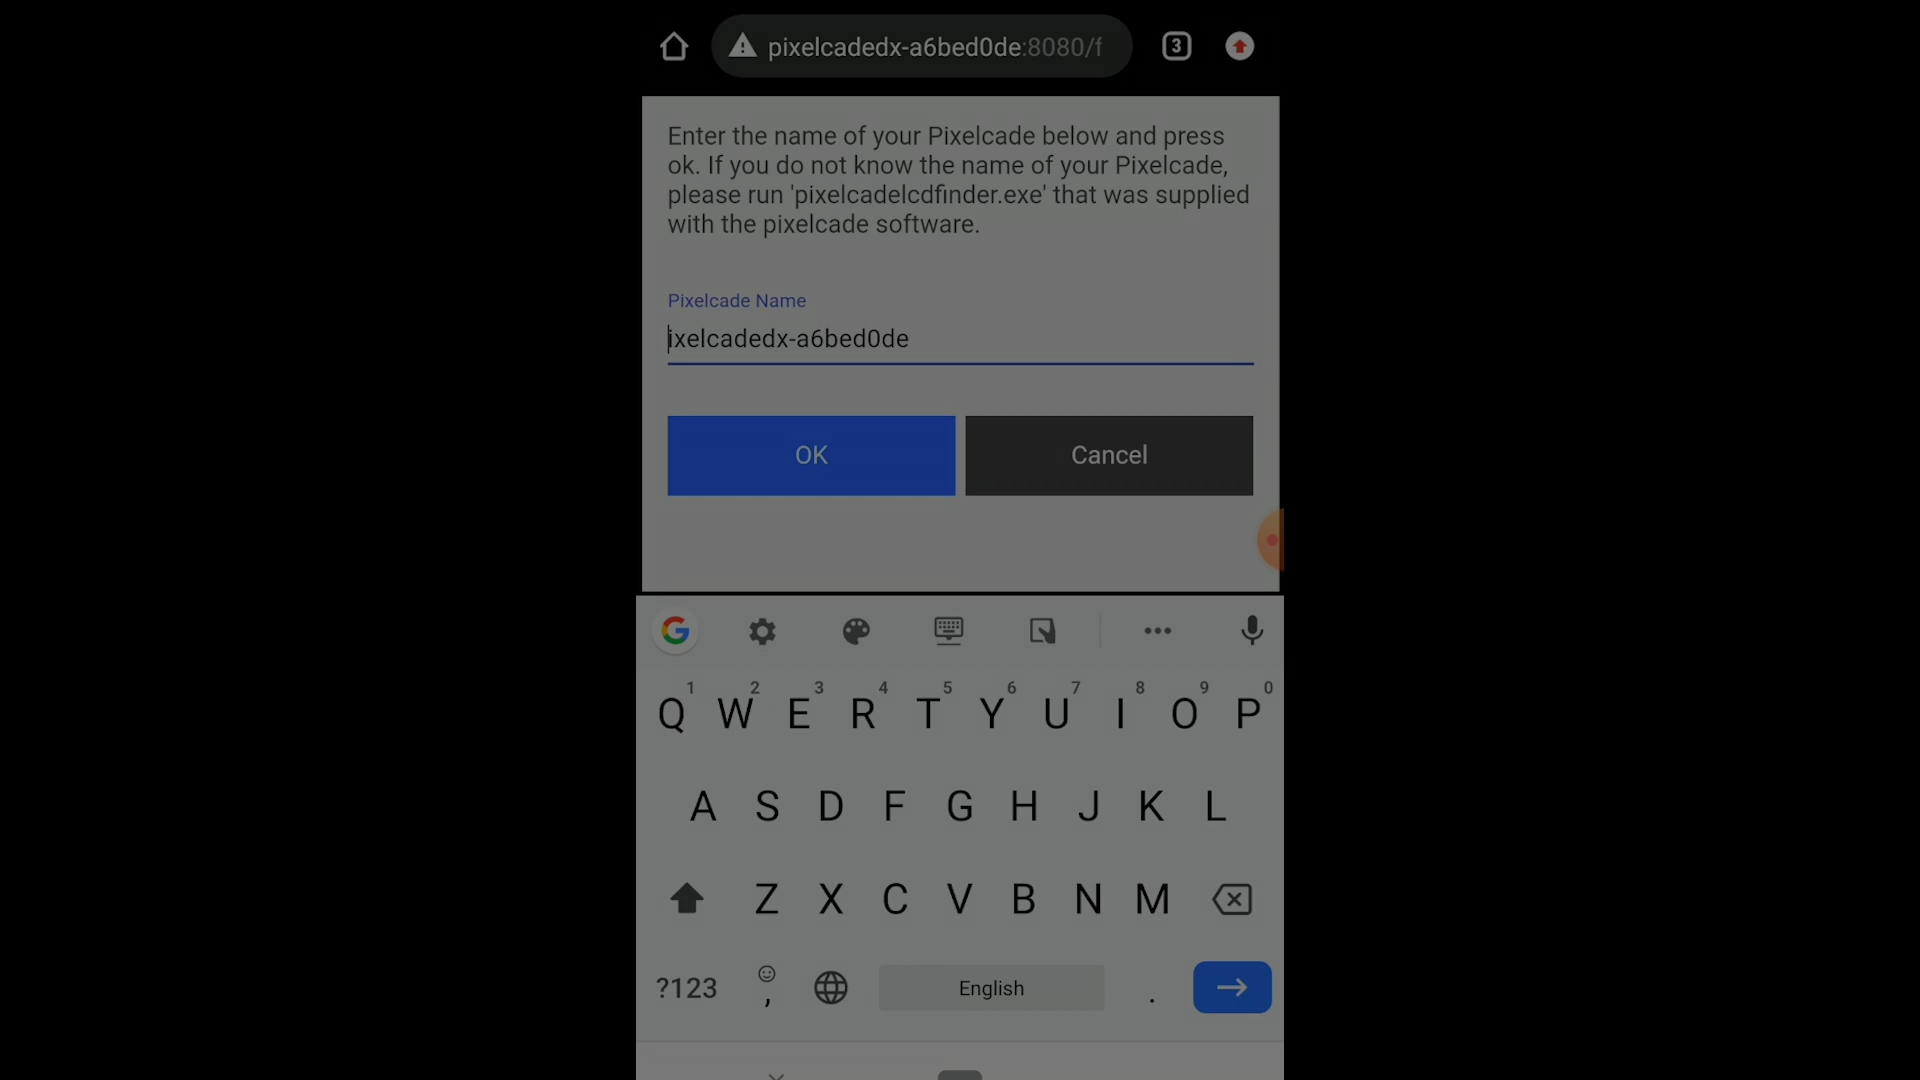 pixelcadedx-a6bed0de:8080/f
3
Enter the name of your Pixelcade below and press
ok. If you do not know the name of your Pixelcade,
please run 'pixelcadelcdfinder.exe' that was supplied
with the pixelcade software.
Pixelcade Name
ixelcadedx-a6bed0de
OK
Cancel
G
1 2 3 4 5 6 7 8 9 0
Q W E R T Y U I O P
A S D F G H J K L
Z X C V B N M
?123 , English .